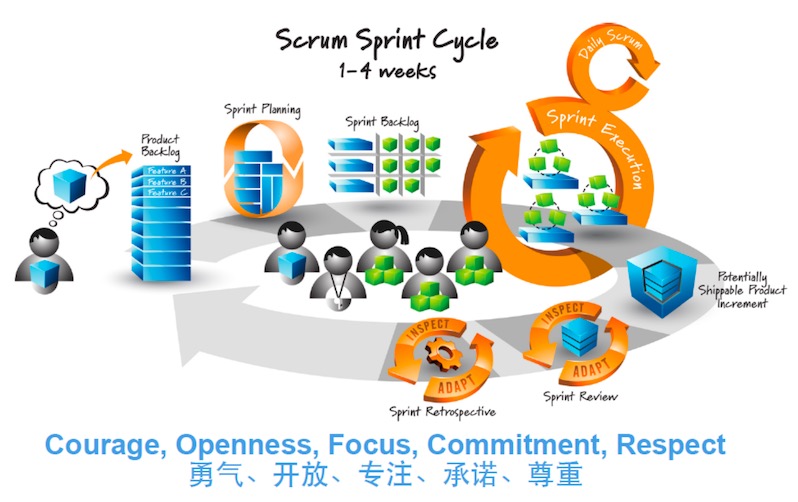 Scrum Sprint Cycle
1-4 weeks
Daily Scrum
Sprint Planning
Sprint Backlog
Sprint Execution
Product
Backlog
Feature A
Feature B
Feature C
Potentially
Shippable Product
Increment
INSPECT
ADAPT
Sprint Retrospective
INSPECT
ADAPT
Sprint Review
Courage, Openness, Focus, Commitment, Respect
勇气、开放、专注、承诺、尊重